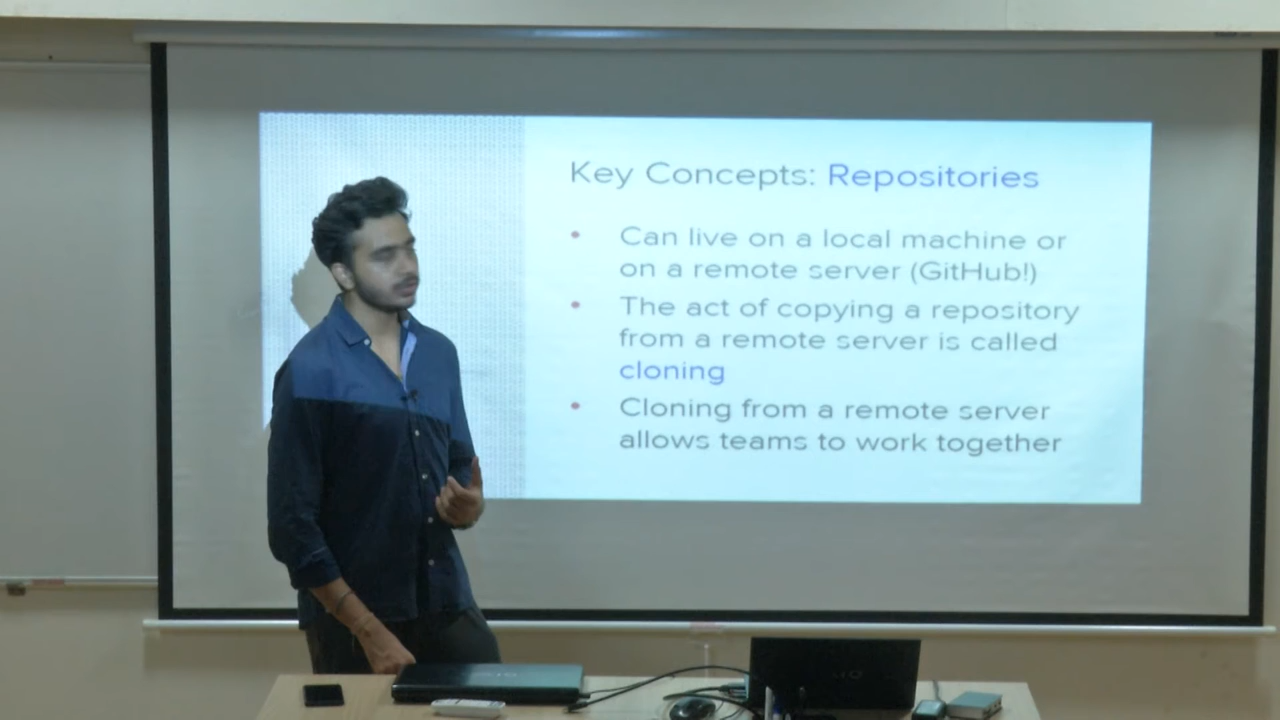 Key Concepts: Repositories
• Can live on a local machine or
on a remote server (GitHub!)
• The act of copying a repository
from a remote server is called
cloning
• Cloning from a remote server
allows teams to work together